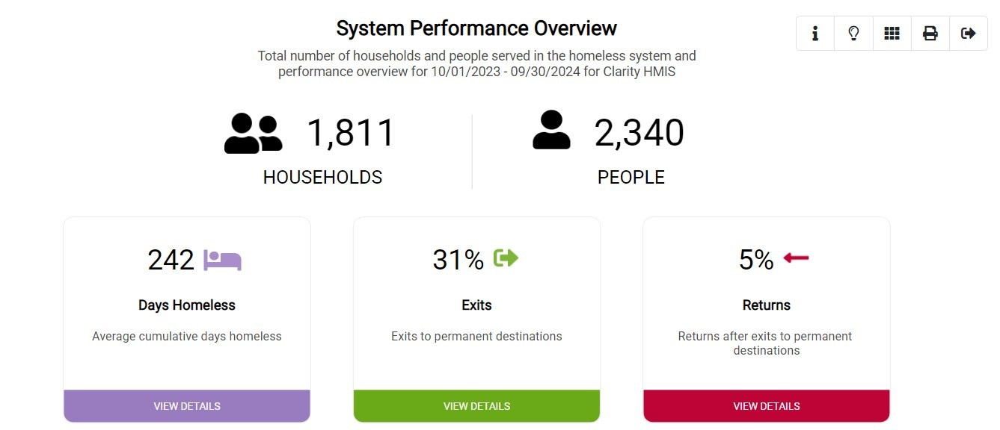 System Performance Overview
Total number of households and people served in the homeless system and
performance overview for 10/01/2023 - 09/30/2024 for Clarity HMIS
1,811
HOUSEHOLDS
2,340
PEOPLE
242
Days Homeless
Average cumulative days homeless
VIEW DETAILS
31%
Exits
Exits to permanent destinations
VIEW DETAILS
5%
Returns
Returns after exits to permanent
destinations
VIEW DETAILS